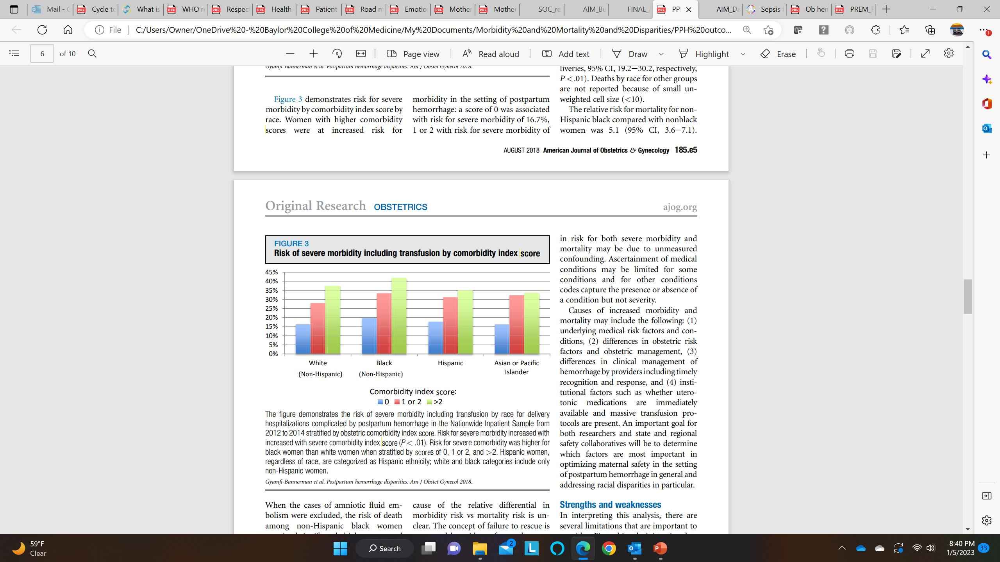 Mail - C
Cycle to
What is
WHO re
Respec
Health
Patient
Road m
Emotio
Mother
Mother
SOC_re
AIM_Bu
FINAL_
PPH
AIM_Da
Sepsis i
Ob hem
PREM_F
File
C:/Users/Owner/OneDrive%20-%20Baylor%20College%20of%20Medicine/My%20Documents/Morbidity%20and%20Mortality%20and%20Disparities/PPH%20outco...
6 of 10
Page view
Read aloud
Add text
Draw
Highlight
Erase
Gyamfi-Bannerman et al. Postpartum hemorrhage disparities. Am J Obstet Gynecol 2018.
Figure 3 demonstrates risk for severe
morbidity by comorbidity index score by
race. Women with higher comorbidity
scores were at increased risk for
morbidity in the setting of postpartum
hemorrhage: a score of 0 was associated
with risk for severe morbidity of 16.7%,
1 or 2 with risk for severe morbidity of
liveries, 95% CI, 19.2–30.2, respectively,
P < .01). Deaths by race for other groups
are not reported because of small un-
weighted cell size (<10).
The relative risk for mortality for non-
Hispanic black compared with nonblack
women was 5.1 (95% CI, 3.6–7.1).
AUGUST 2018 American Journal of Obstetrics & Gynecology 185.e5
Original Research OBSTETRICS
ajog.org
FIGURE 3
Risk of severe morbidity including transfusion by comorbidity index score
45%
40%
35%
30%
25%
20%
15%
10%
5%
0%
White
(Non-Hispanic)
Black
(Non-Hispanic)
Hispanic
Asian or Pacific
Islander
Comorbidity index score:
0 1 or 2 >2
The figure demonstrates the risk of severe morbidity including transfusion by race for delivery
hospitalizations complicated by postpartum hemorrhage in the Nationwide Inpatient Sample from
2012 to 2014 stratified by obstetric comorbidity index score. Risk for severe morbidity increased with
increased with severe comorbidity index score (P < .01). Risk for severe comorbidity was higher for
black women than white women when stratified by scores of 0, 1 or 2, and >2. Hispanic women,
regardless of race, are categorized as Hispanic ethnicity; white and black categories include only
non-Hispanic women.
Gyamfi-Bannerman et al. Postpartum hemorrhage disparities. Am J Obstet Gynecol 2018.
When the cases of amniotic fluid em-
bolism were excluded, the risk of death
among non-Hispanic black women
cause of the relative differential in
morbidity risk vs mortality risk is un-
clear. The concept of failure to rescue is
in risk for both severe morbidity and
mortality may be due to unmeasured
confounding. Ascertainment of medical
conditions may be limited for some
conditions and for other conditions
codes capture the presence or absence of
a condition but not severity.
Causes of increased morbidity and
mortality may include the following: (1)
underlying medical risk factors and con-
ditions, (2) differences in obstetric risk
factors and obstetric management, (3)
differences in clinical management of
hemorrhage by providers including timely
recognition and response, and (4) insti-
tutional factors such as whether utero-
tonic medications are immediately
available and massive transfusion pro-
tocols are present. An important goal for
both researchers and state and regional
safety collaboratives will be to determine
which factors are most important in
optimizing maternal safety in the setting
of postpartum hemorrhage in general and
addressing racial disparities in particular.
Strengths and weaknesses
In interpreting this analysis, there are
several limitations that are important to
59°F
Clear
Search
2
8:40 PM
1/5/2023
33